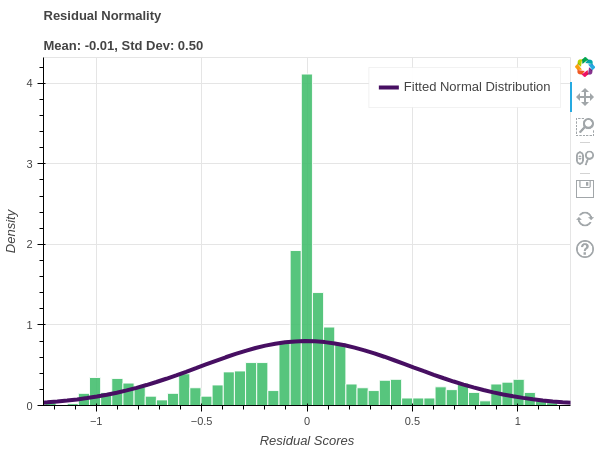 Residual Normality
Mean: -0.01, Std Dev: 0.50
Fitted Normal Distribution
4
3
2
1
0
Density
−1
−0.5
0
0.5
1
Residual Scores